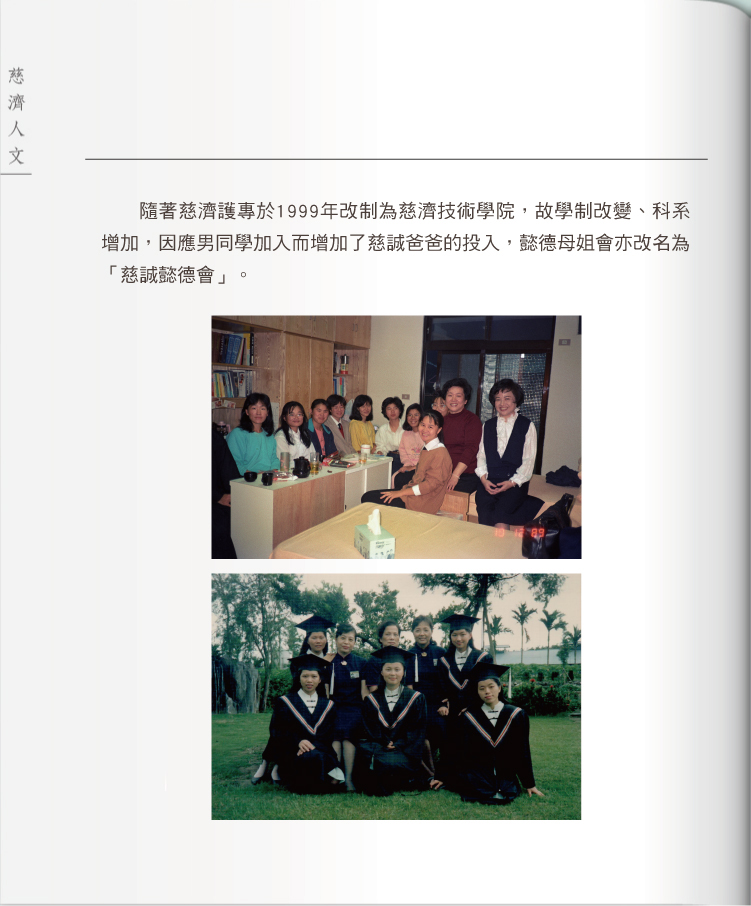 慈濟人文
隨著慈濟護專於1999年改制為慈濟技術學院，故學制改變、科系
增加，因應男同學加入而增加了慈誠爸爸的投入，懿德母姐會亦改名為
「慈誠懿德會」。